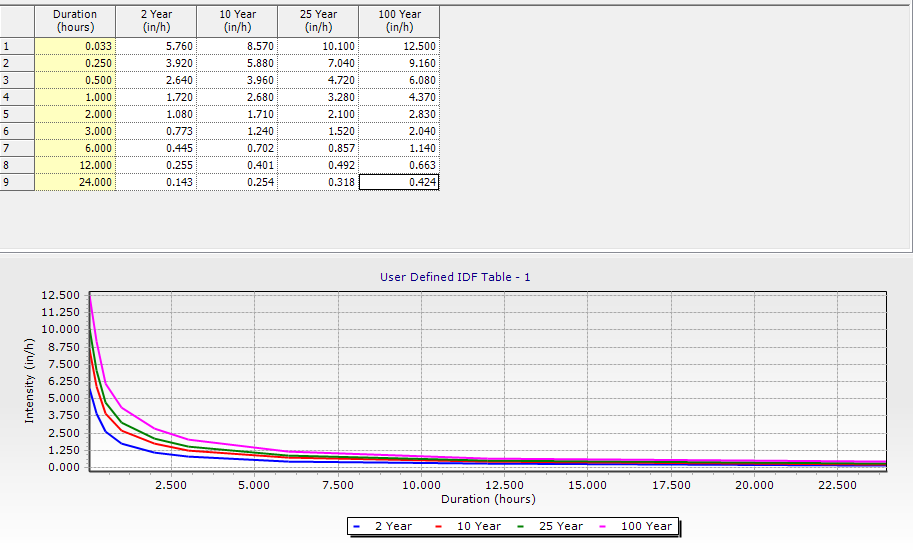 Duration 2 Year 10 Year 25 Year 100 Year
(hours) (in/h) (in/h) (in/h) (in/h)
1 0.033 5.760 8.570 10.100 12.500
2 0.250 3.920 5.880 7.040 9.160
3 0.500 2.640 3.960 4.720 6.080
4 1.000 1.720 2.680 3.280 4.370
5 2.000 1.080 1.710 2.100 2.830
6 3.000 0.773 1.240 1.520 2.040
7 6.000 0.445 0.702 0.857 1.140
8 12.000 0.255 0.401 0.492 0.663
9 24.000 0.143 0.254 0.318 0.424
User Defined IDF Table - 1
Intensity (in/h)
12.500
11.250
10.000
8.750
7.500
6.250
5.000
3.750
2.500
1.250
0.000
2.500 5.000 7.500 10.000 12.500 15.000 17.500 20.000 22.500
Duration (hours)
2 Year 10 Year 25 Year 100 Year